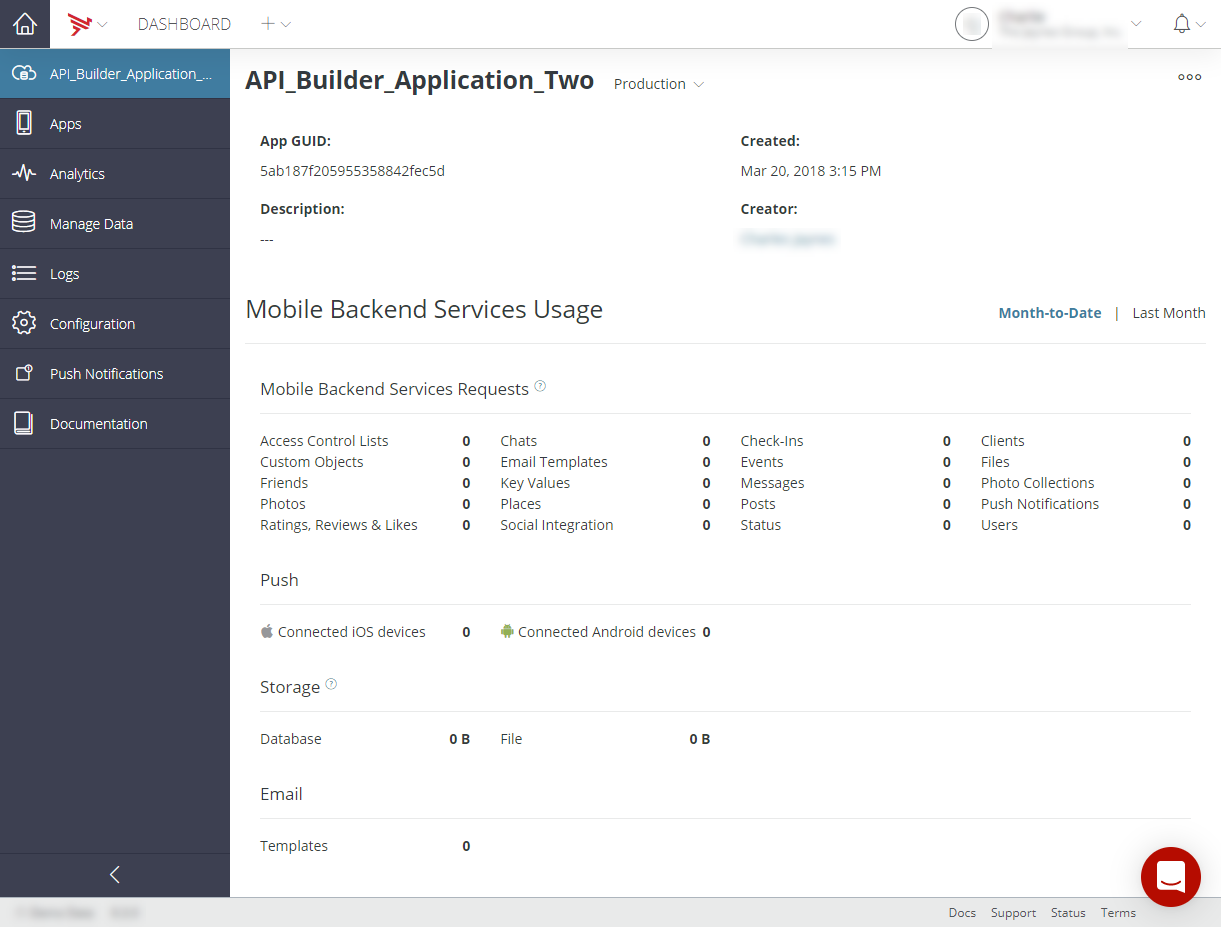 DASHBOARD
API_Builder_Application_...
Apps
Analytics
Manage Data
Logs
Configuration
Push Notifications
Documentation
API_Builder_Application_Two Production
App GUID: Created:
5ab187f205955358842fec5d Mar 20, 2018 3:15 PM
Description: Creator:
---
Mobile Backend Services Usage Month-to-Date | Last Month
Mobile Backend Services Requests ?
Access Control Lists 0 Chats 0 Check-Ins 0 Clients 0
Custom Objects 0 Email Templates 0 Events 0 Files 0
Friends 0 Key Values 0 Messages 0 Photo Collections 0
Photos 0 Places 0 Posts 0 Push Notifications 0
Ratings, Reviews & Likes 0 Social Integration 0 Status 0 Users 0
Push
Connected iOS devices 0 Connected Android devices 0
Storage ?
Database 0 B File 0 B
Email
Templates 0
Docs Support Status Terms